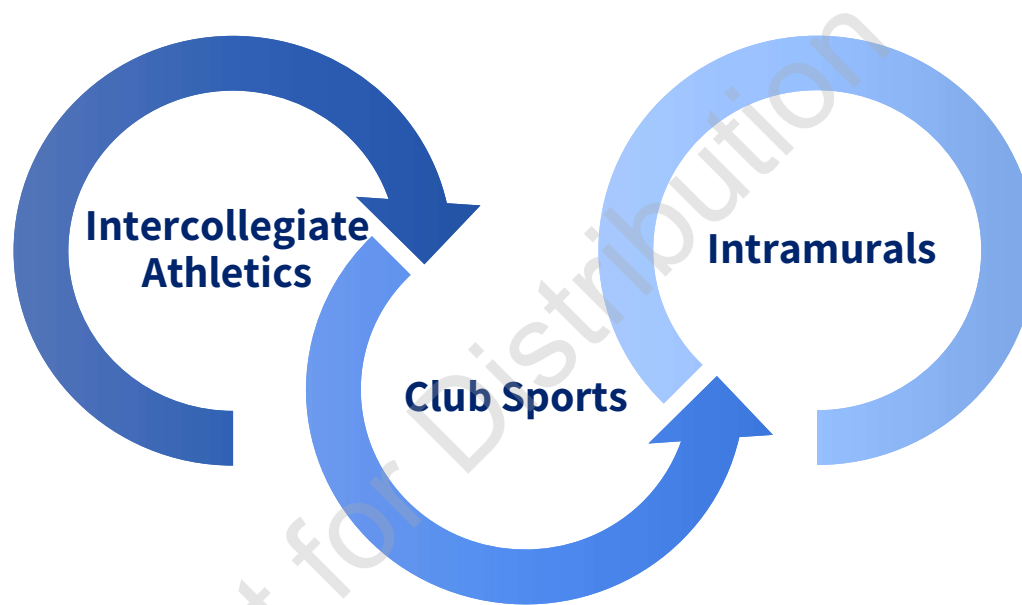 Intercollegiate
Athletics
Club Sports
Intramurals
for Distribution